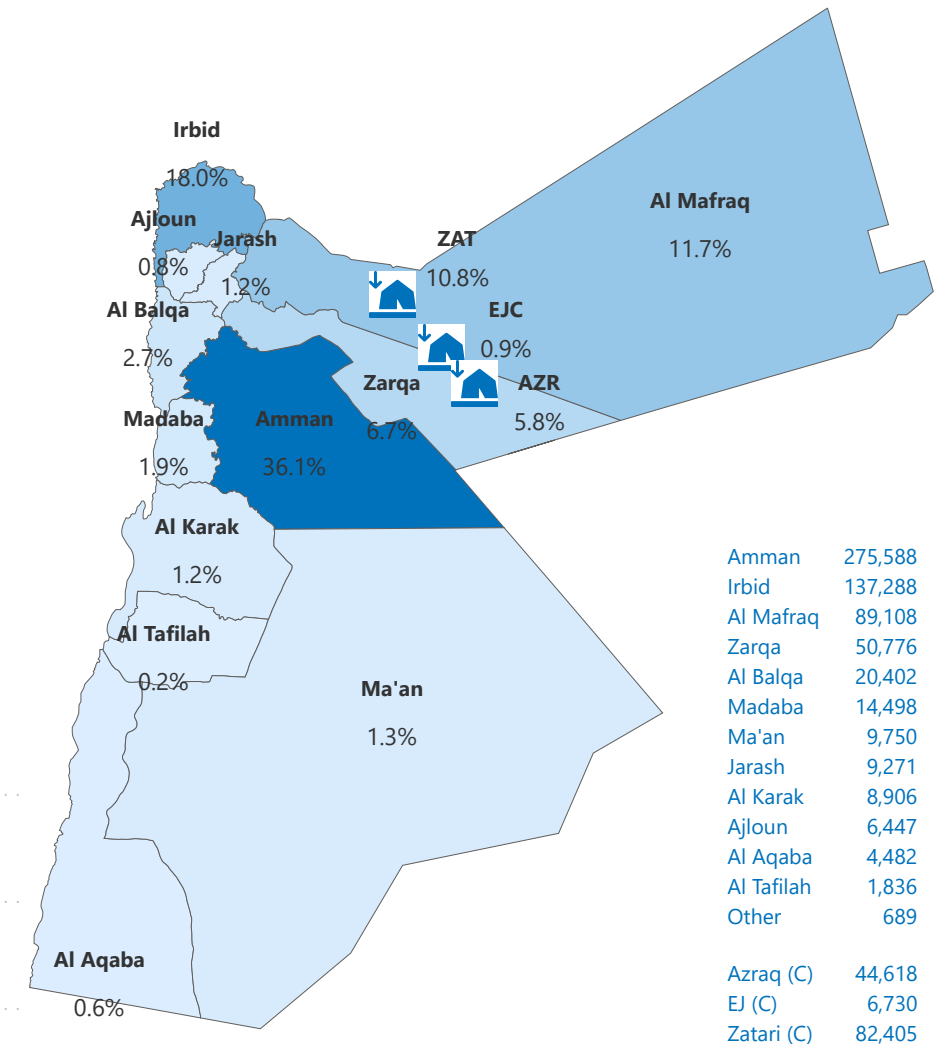 Irbid
18.0%
Al Mafraq
11.7%
Ajloun
0.8%
Jarash
1.2%
ZAT
10.8%
Al Balqa
2.7%
EJC
0.9%
Zarqa
6.7%
AZR
5.8%
Madaba
1.9%
Amman
36.1%
Al Karak
1.2%
Al Tafilah
0.2%
Ma'an
1.3%
Al Aqaba
0.6%
Amman 275,588
Irbid 137,288
Al Mafraq 89,108
Zarqa 50,776
Al Balqa 20,402
Madaba 14,498
Ma'an 9,750
Jarash 9,271
Al Karak 8,906
Ajloun 6,447
Al Aqaba 4,482
Al Tafilah 1,836
Other 689
Azraq (C) 44,618
EJ (C) 6,730
Zatari (C) 82,405